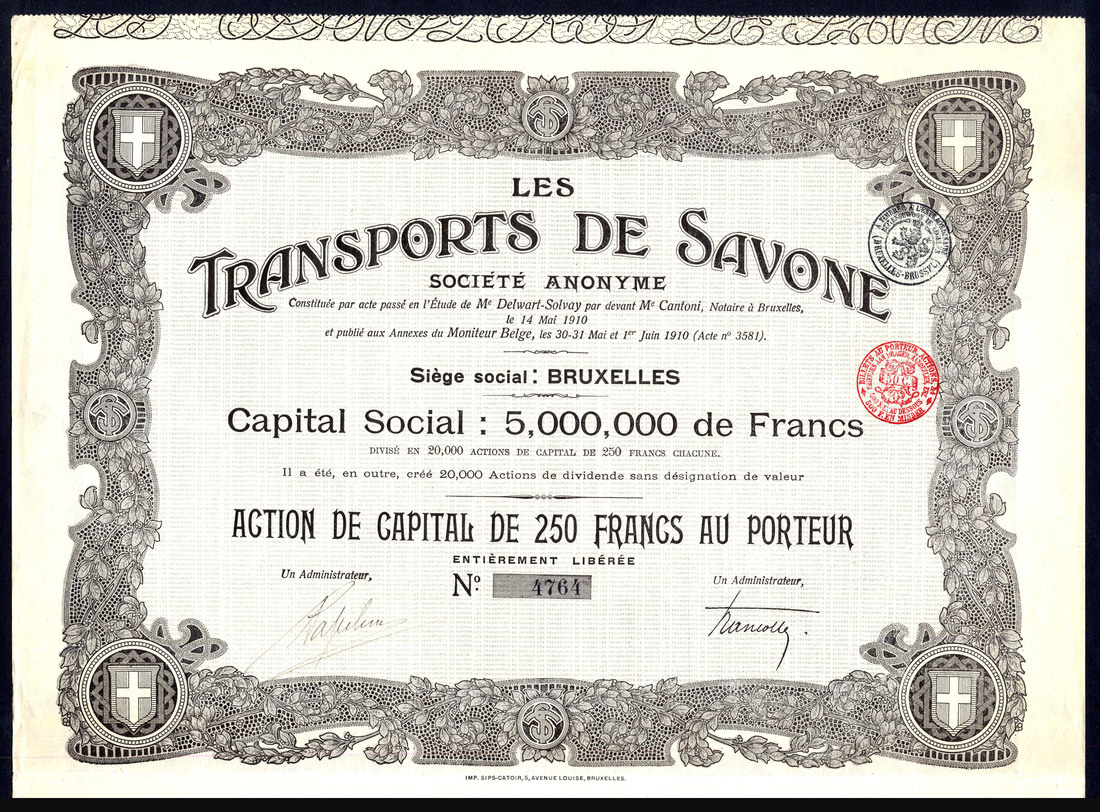 LES
TRANSPORTS DE SAVONE
SOCIÉTÉ ANONYME
Constituée par acte passé en l'Étude de Me Delwart-Solvay par devant Me Cantoni, Notaire à Bruxelles,
le 14 Mai 1910
et publié aux Annexes du Moniteur Belge, les 30-31 Mai et 1er Juin 1910 (Acte no 3581).
Siège social : BRUXELLES
Capital Social : 5,000,000 de Francs
DIVISÉ EN 20,000 ACTIONS DE CAPITAL DE 250 FRANCS CHACUNE.
Il a été, en outre, créé 20,000 Actions de dividende sans désignation de valeur
ACTION DE CAPITAL DE 250 FRANCS AU PORTEUR
ENTIÈREMENT LIBÉRÉE
Un Administrateur,
No. 4764
Un Administrateur,
IMP. SIPS-CATOIR, 5, AVENUE LOUISE, BRUXELLES.